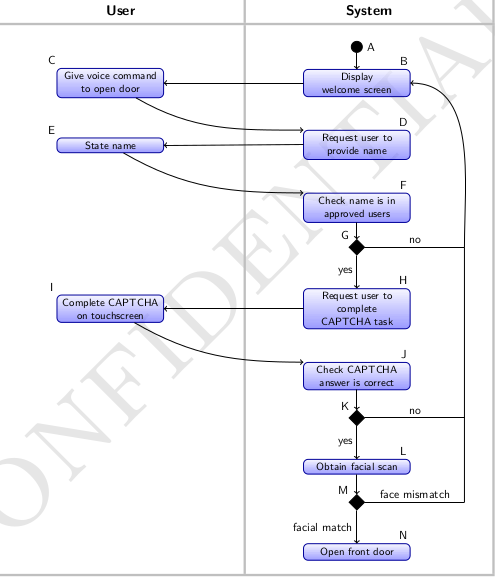 User
System
A
B
Display
welcome screen
C
Give voice command
to open door
D
Request user to
provide name
E
State name
F
Check name is in
approved users
G
no
yes
H
Request user to
complete
CAPTCHA task
I
Complete CAPTCHA
on touchscreen
J
Check CAPTCHA
answer is correct
K
no
yes
L
Obtain facial scan
M
face mismatch
facial match
N
Open front door
ONFIDENTIAL